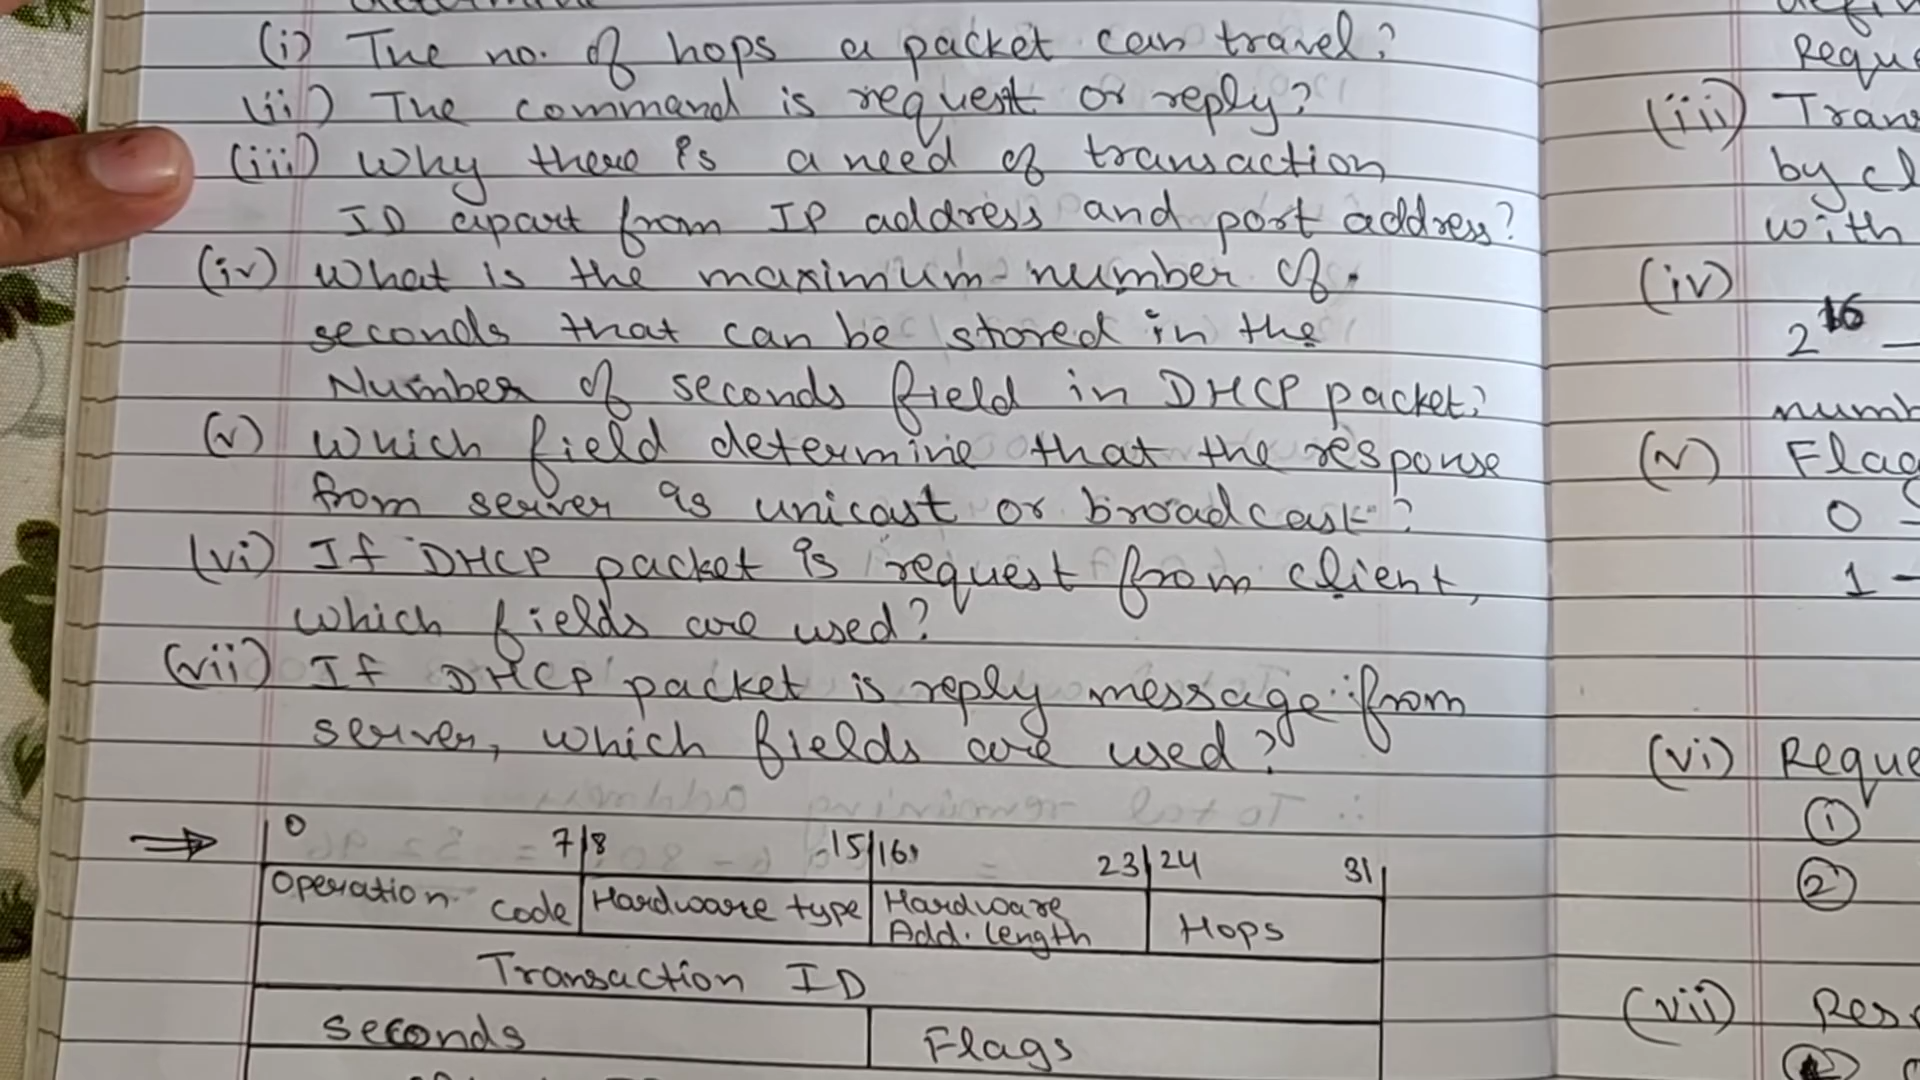 determine
(i) The no. of hops a packet can travel?
(ii) The command is request or reply?
(iii) Why there is a need of transaction
ID apart from IP address and port address?
(iv) What is the maximum number of
seconds that can be stored in the
Number of seconds field in DHCP packet?
(v) Which field determine that the response
from server is unicast or broadcast?
(vi) If DHCP packet is request from client,
which fields are used?
(vii) If DHCP packet is reply message from
server, which fields are used?
⇒ 0 7|8 15|16 23|24 31
Operation code | Hardware type | Hardware Add. length | Hops
Transaction ID
Seconds | Flags
(iii)
by
with
(iv)
2^16 –
(v)
0 –
1 –
(vi)
①
②
(vii)